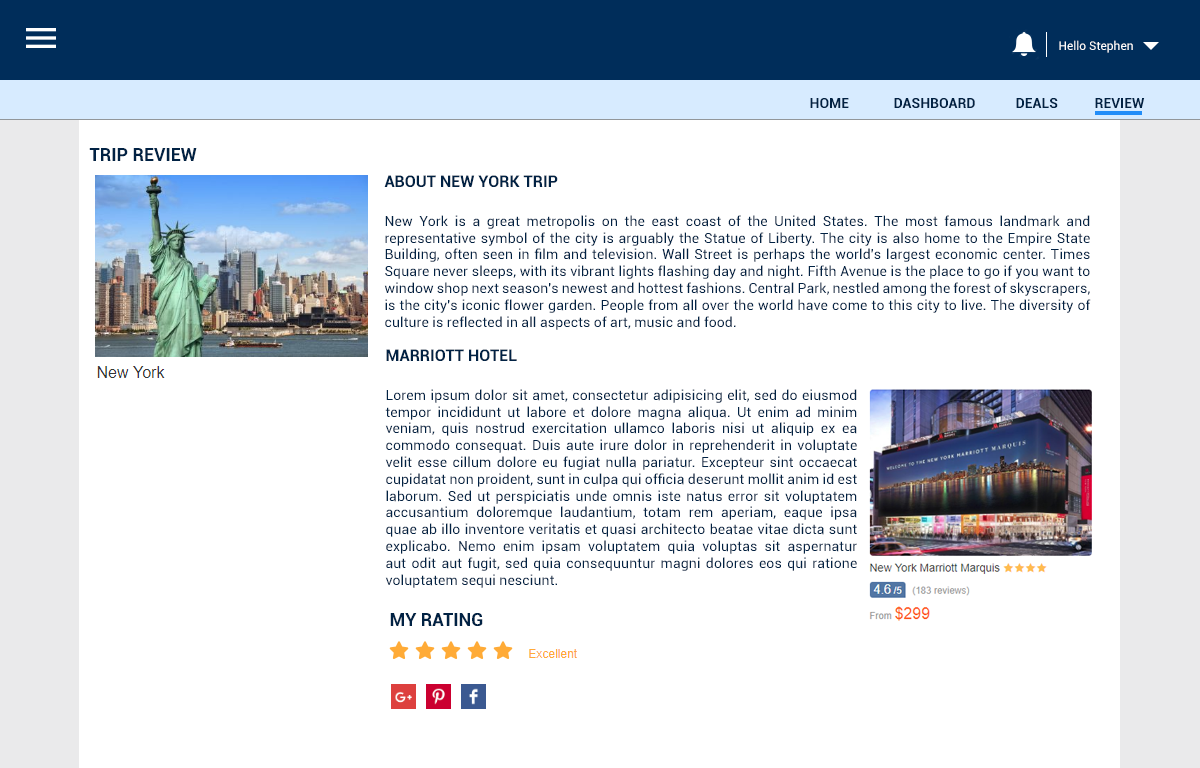 Hello Stephen
HOME DASHBOARD DEALS REVIEW
TRIP REVIEW
New York
ABOUT NEW YORK TRIP
New York is a great metropolis on the east coast of the United States. The most famous landmark and
representative symbol of the city is arguably the Statue of Liberty. The city is also home to the Empire State
Building, often seen in film and television. Wall Street is perhaps the world's largest economic center. Times
Square never sleeps, with its vibrant lights flashing day and night. Fifth Avenue is the place to go if you want to
window shop next season's newest and hottest fashions. Central Park, nestled among the forest of skyscrapers,
is the city's iconic flower garden. People from all over the world have come to this city to live. The diversity of
culture is reflected in all aspects of art, music and food.
MARRIOTT HOTEL
Lorem ipsum dolor sit amet, consectetur adipisicing elit, sed do eiusmod
tempor incididunt ut labore et dolore magna aliqua. Ut enim ad minim
veniam, quis nostrud exercitation ullamco laboris nisi ut aliquip ex ea
commodo consequat. Duis aute irure dolor in reprehenderit in voluptate
velit esse cillum dolore eu fugiat nulla pariatur. Excepteur sint occaecat
cupidatat non proident, sunt in culpa qui officia deserunt mollit anim id est
laborum. Sed ut perspiciatis unde omnis iste natus error sit voluptatem
accusantium doloremque laudantium, totam rem aperiam, eaque ipsa
quae ab illo inventore veritatis et quasi architecto beatae vitae dicta sunt
explicabo. Nemo enim ipsam voluptatem quia voluptas sit aspernatur
aut odit aut fugit, sed quia consequuntur magni dolores eos qui ratione
voluptatem sequi nesciunt.
WELCOME TO THE NEW YORK MARRIOTT MARQUIS
New York Marriott Marquis
4.6 /5 (183 reviews)
From $299
MY RATING
Excellent
G+